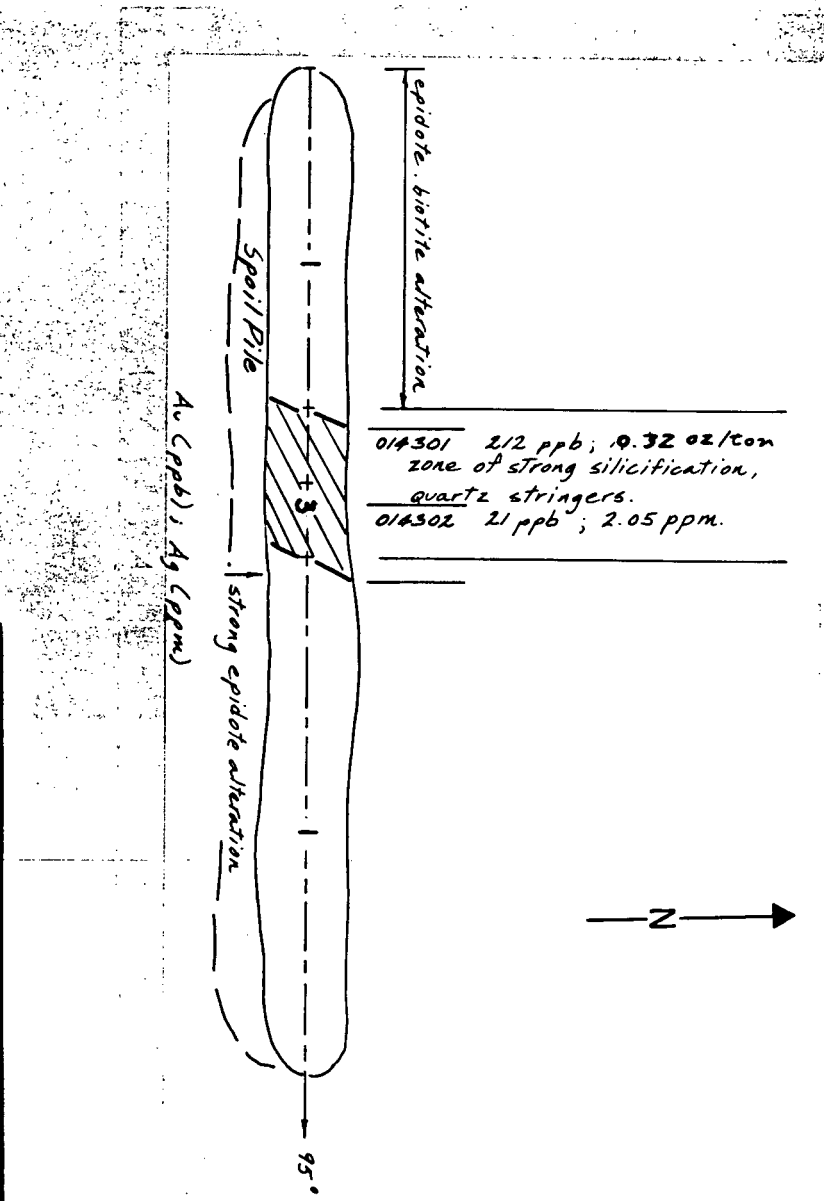 epidote. biotite alteration
014301 212 ppb; 0.32 oz/ton
zone of strong silicification,
quartz stringers.
014302 21 ppb; 2.05 ppm.
Spoil Pile
3
strong epidote alteration
Au (ppb); Ag (ppm)
N
95°